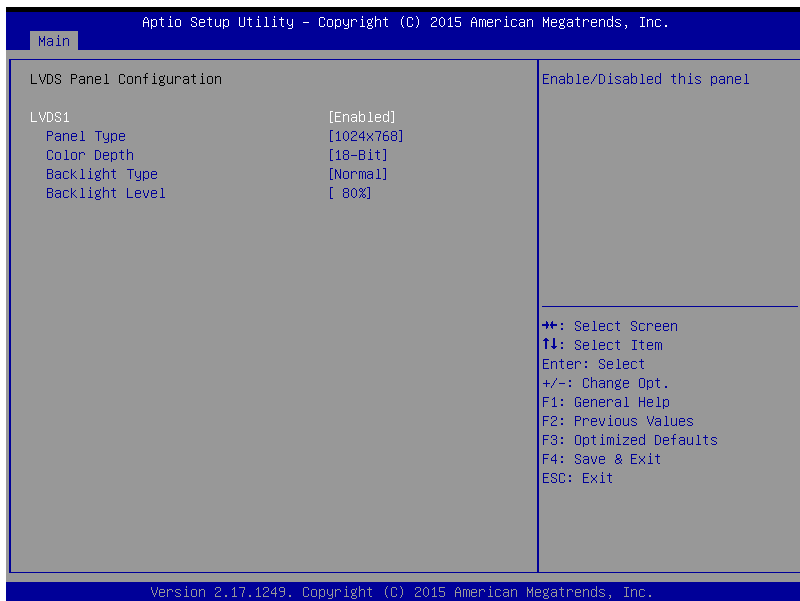 Aptio Setup Utility – Copyright (C) 2015 American Megatrends, Inc.
Main
LVDS Panel Configuration
LVDS1 [Enabled]
Panel Type [1024x768]
Color Depth [18-Bit]
Backlight Type [Normal]
Backlight Level [ 80%]
Enable/Disabled this panel
→←: Select Screen
↑↓: Select Item
Enter: Select
+/-: Change Opt.
F1: General Help
F2: Previous Values
F3: Optimized Defaults
F4: Save & Exit
ESC: Exit
Version 2.17.1249. Copyright (C) 2015 American Megatrends, Inc.